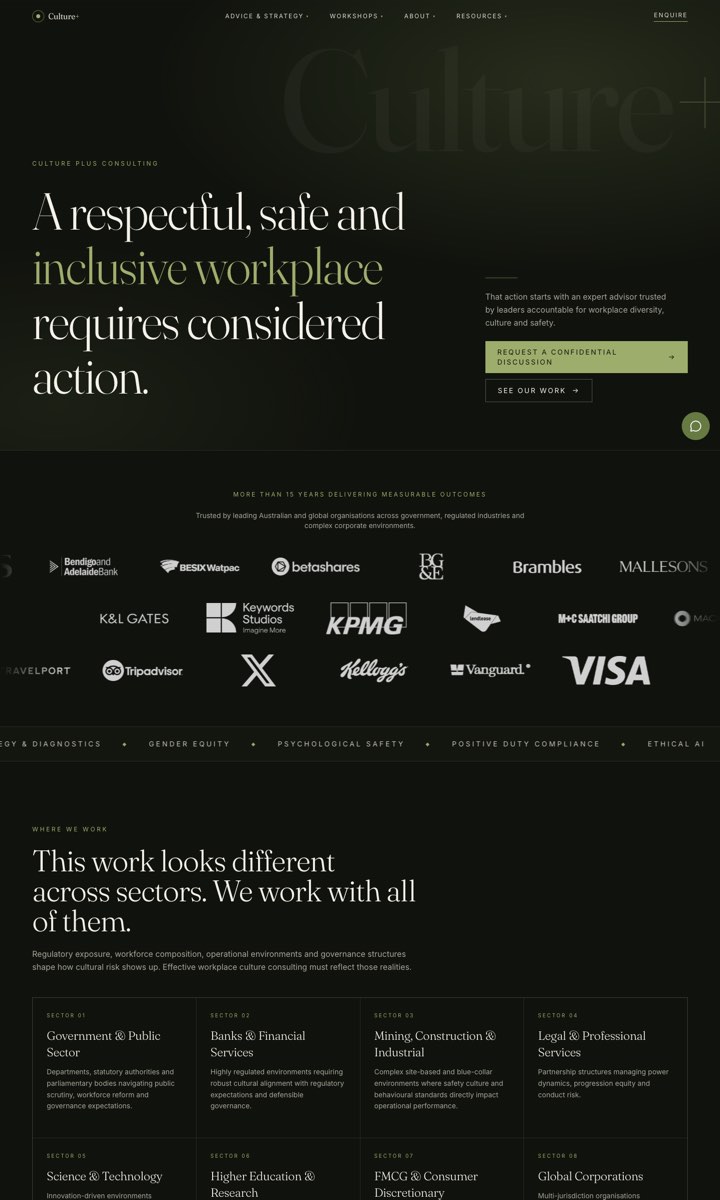 Culture+
ADVICE & STRATEGY
WORKSHOPS
ABOUT
RESOURCES
ENQUIRE
Culture+
CULTURE PLUS CONSULTING
A respectful, safe and
inclusive workplace
requires considered
action.
That action starts with an expert advisor trusted
by leaders accountable for workplace diversity,
culture and safety.
REQUEST A CONFIDENTIAL
DISCUSSION →
SEE OUR WORK →
MORE THAN 15 YEARS DELIVERING MEASURABLE OUTCOMES
Trusted by leading Australian and global organisations across government, regulated industries and
complex corporate environments.
S
Bendigo and
Adelaide Bank
BESIX Watpac
betashares
BG
&E
Brambles
MALLESONS
K&L GATES
Keywords
Studios
Imagine More
KPMG
lendlease
M+C SAATCHI GROUP
MAC
RAVELPORT
Tripadvisor
X
Kellogg's
Vanguard
VISA
EGY & DIAGNOSTICS ◆ GENDER EQUITY ◆ PSYCHOLOGICAL SAFETY ◆ POSITIVE DUTY COMPLIANCE ◆ ETHICAL AI
WHERE WE WORK
This work looks different
across sectors. We work with all
of them.
Regulatory exposure, workforce composition, operational environments and governance structures
shape how cultural risk shows up. Effective workplace culture consulting must reflect those realities.
SECTOR 01
Government & Public
Sector
Departments, statutory authorities and
parliamentary bodies navigating public
scrutiny, workforce reform and
governance expectations.
SECTOR 02
Banks & Financial
Services
Highly regulated environments requiring
robust cultural alignment with regulatory
expectations and defensible
governance.
SECTOR 03
Mining, Construction &
Industrial
Complex site-based and blue-collar
environments where safety culture and
behavioural standards directly impact
operational performance.
SECTOR 04
Legal & Professional
Services
Partnership structures managing power
dynamics, progression equity and
conduct risk.
SECTOR 05
Science & Technology
Innovation-driven environments
SECTOR 06
Higher Education &
Research
SECTOR 07
FMCG & Consumer
Discretionary
SECTOR 08
Global Corporations
Multi-jurisdiction organisations